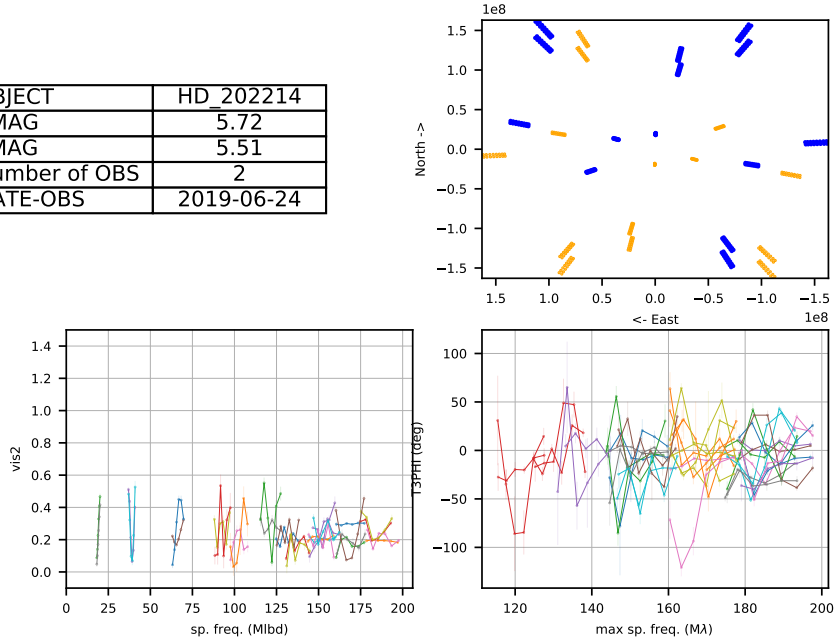 BJECT HD_202214
MAG 5.72
MAG 5.51
umber of OBS 2
ATE-OBS 2019-06-24
1e8
1.5
1.0
0.5
0.0
−0.5
−1.0
−1.5
North ->
1.5 1.0 0.5 0.0 −0.5 −1.0 −1.5
<- East
1e8
1.4
1.2
1.0
0.8
0.6
0.4
0.2
0.0
vis2
0 25 50 75 100 125 150 175 200
sp. freq. (Mlbd)
100
50
0
−50
−100
T3PHI (deg)
120 140 160 180 200
max sp. freq. (Mλ)